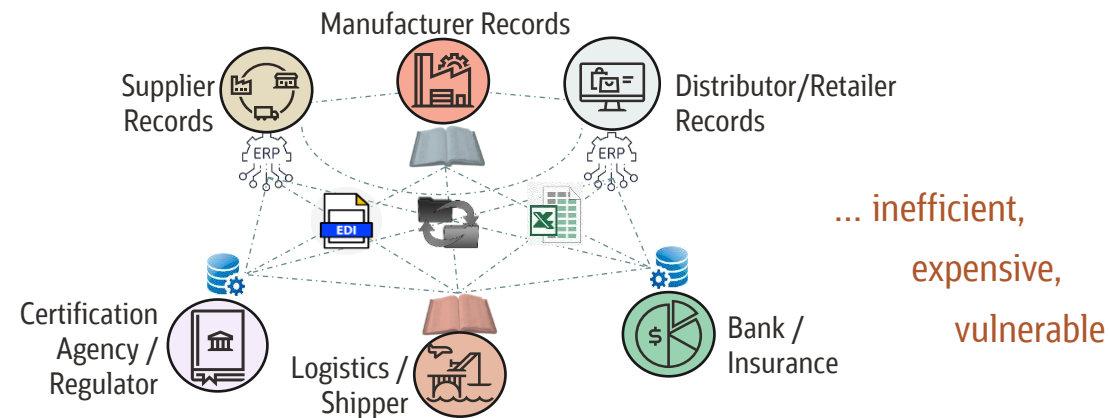 Manufacturer Records
Supplier
Records
Distributor/Retailer
Records
ERP
ERP
EDI
X
... inefficient,
expensive,
vulnerable
Certification
Agency /
Regulator
Logistics /
Shipper
$
Bank /
Insurance